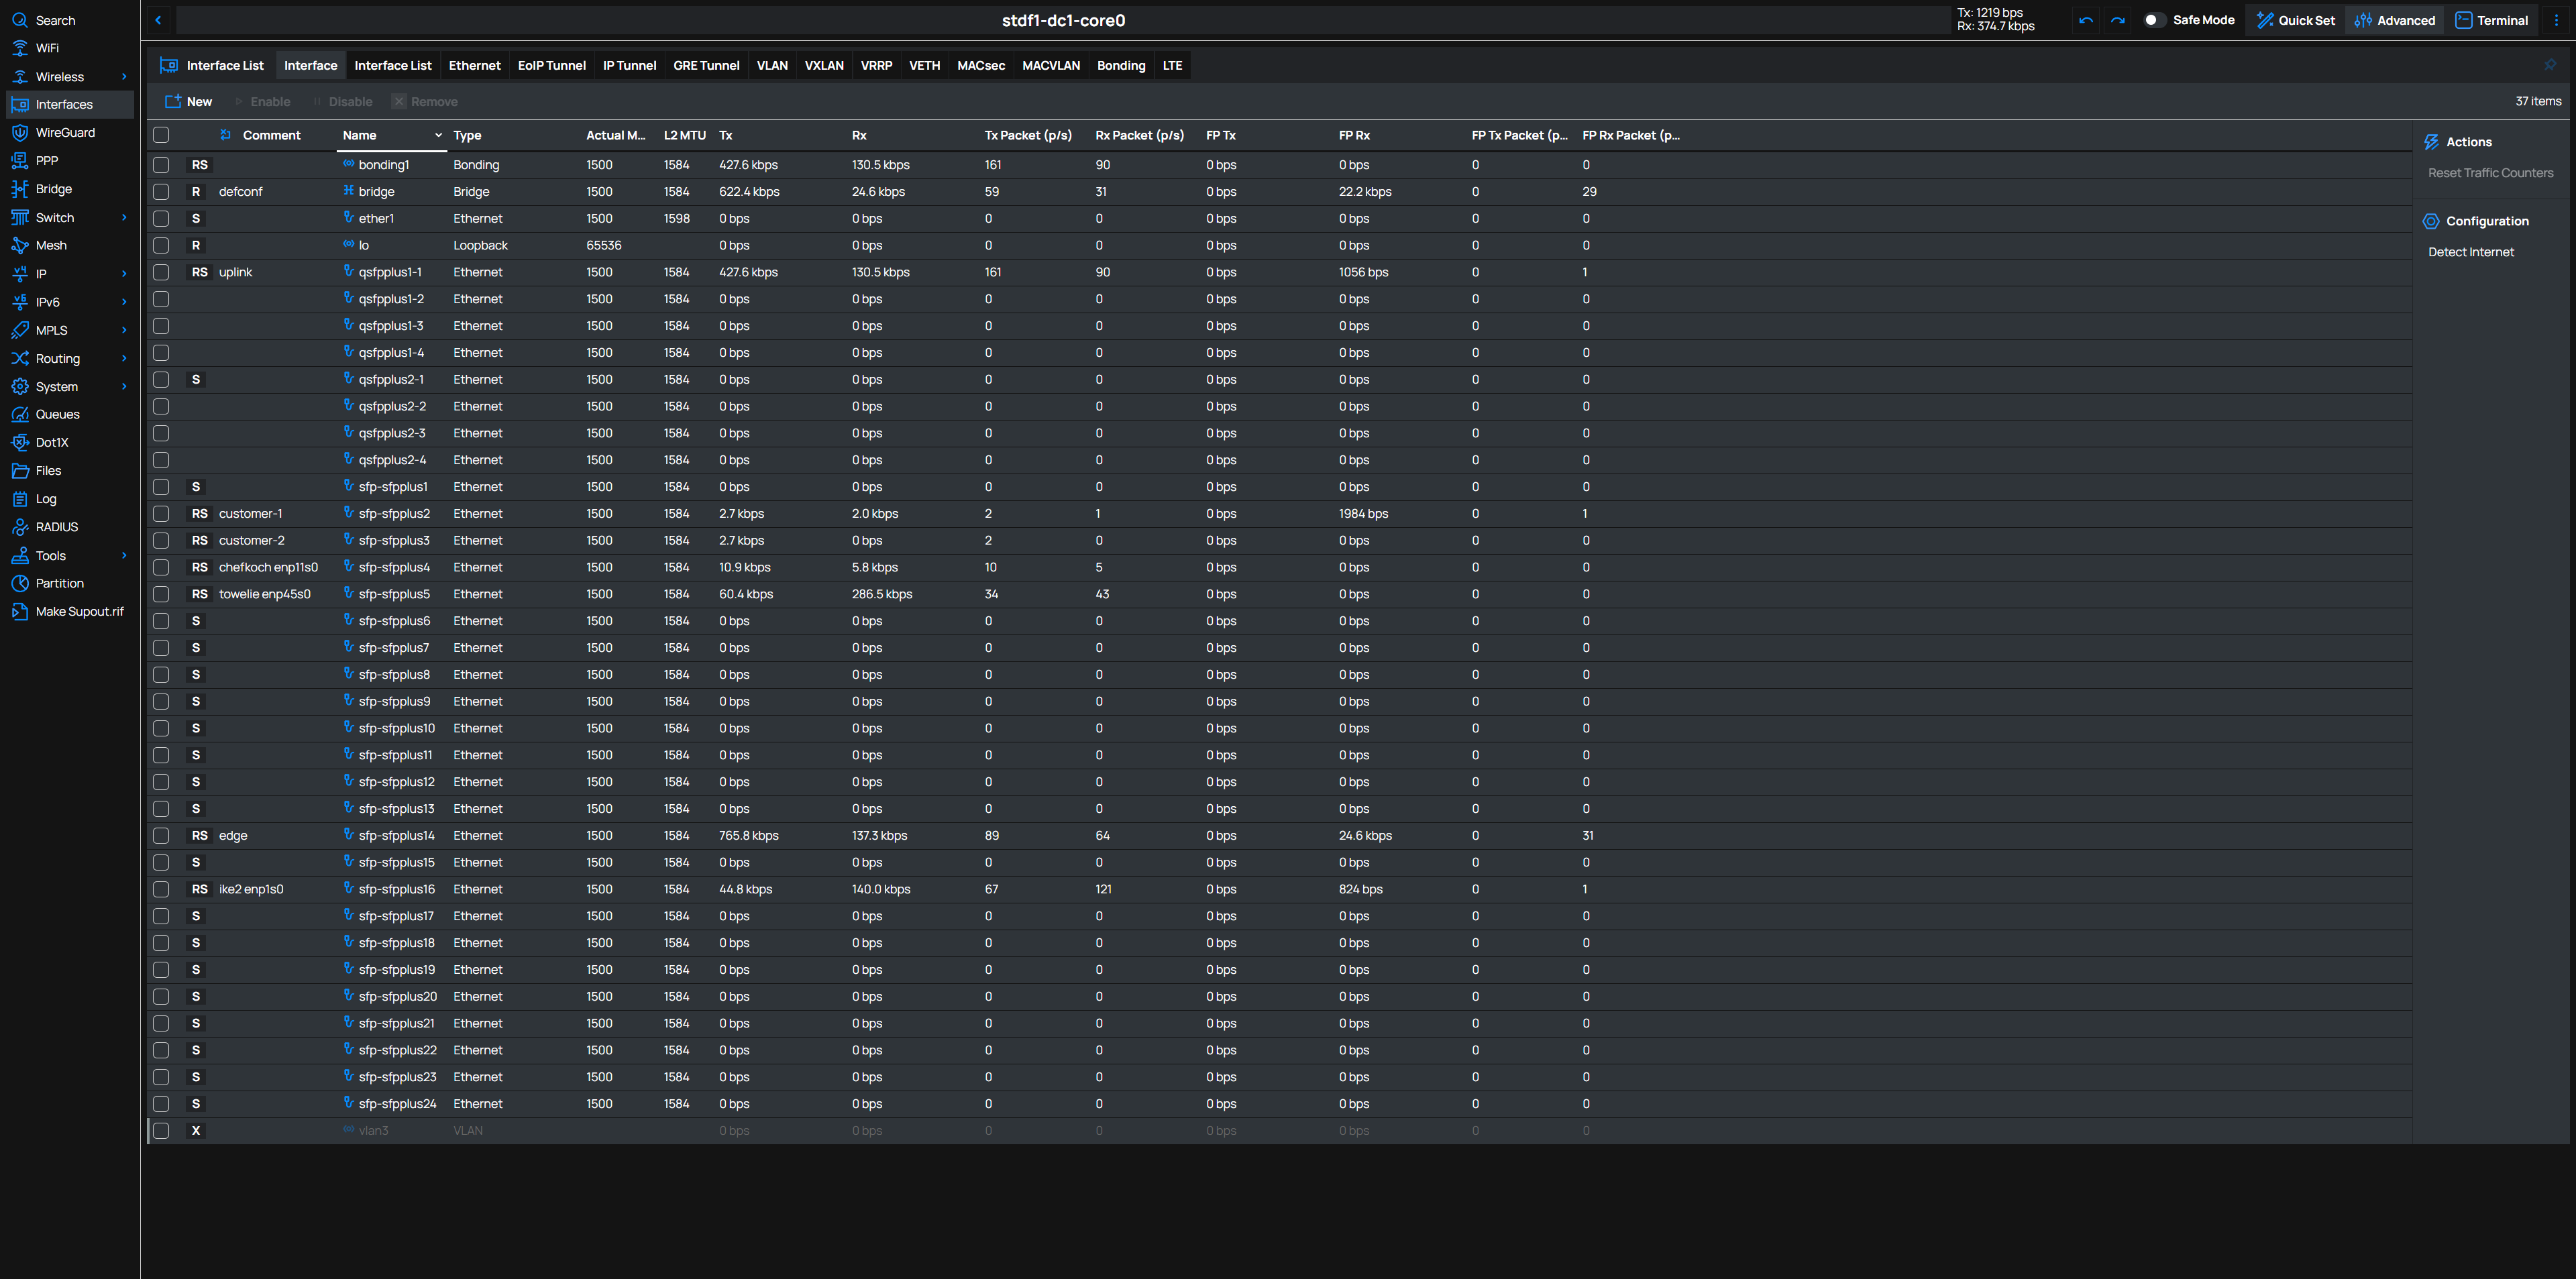 Search
WiFi
Wireless
Interfaces
WireGuard
PPP
Bridge
Switch
Mesh
IP
IPv6
MPLS
Routing
System
Queues
Dot1X
Files
Log
RADIUS
Tools
Partition
Make Supout.rif
stdf1-dc1-core0
Tx: 1219 bps
Rx: 374.7 kbps
Safe Mode Quick Set Advanced Terminal
Interface List Interface Interface List Ethernet EoIP Tunnel IP Tunnel GRE Tunnel VLAN VXLAN VRRP VETH MACsec MACVLAN Bonding LTE
New Enable Disable Remove 37 items
Comment Name Type Actual M... L2 MTU Tx Rx Tx Packet (p/s) Rx Packet (p/s) FP Tx FP Rx FP Tx Packet (p... FP Rx Packet (p...
RS bonding1 Bonding 1500 1584 427.6 kbps 130.5 kbps 161 90 0 bps 0 bps 0 0
R defconf bridge Bridge 1500 1584 622.4 kbps 24.6 kbps 59 31 0 bps 22.2 kbps 0 29
S ether1 Ethernet 1500 1598 0 bps 0 bps 0 0 0 bps 0 bps 0 0
R lo Loopback 65536 0 bps 0 bps 0 0 0 bps 0 bps 0 0
RS uplink qsfpplus1-1 Ethernet 1500 1584 427.6 kbps 130.5 kbps 161 90 0 bps 1056 bps 0 1
qsfpplus1-2 Ethernet 1500 1584 0 bps 0 bps 0 0 0 bps 0 bps 0 0
qsfpplus1-3 Ethernet 1500 1584 0 bps 0 bps 0 0 0 bps 0 bps 0 0
qsfpplus1-4 Ethernet 1500 1584 0 bps 0 bps 0 0 0 bps 0 bps 0 0
S qsfpplus2-1 Ethernet 1500 1584 0 bps 0 bps 0 0 0 bps 0 bps 0 0
qsfpplus2-2 Ethernet 1500 1584 0 bps 0 bps 0 0 0 bps 0 bps 0 0
qsfpplus2-3 Ethernet 1500 1584 0 bps 0 bps 0 0 0 bps 0 bps 0 0
qsfpplus2-4 Ethernet 1500 1584 0 bps 0 bps 0 0 0 bps 0 bps 0 0
S sfp-sfpplus1 Ethernet 1500 1584 0 bps 0 bps 0 0 0 bps 0 bps 0 0
RS customer-1 sfp-sfpplus2 Ethernet 1500 1584 2.7 kbps 2.0 kbps 2 1 0 bps 1984 bps 0 1
RS customer-2 sfp-sfpplus3 Ethernet 1500 1584 2.7 kbps 0 bps 2 0 0 bps 0 bps 0 0
RS chefkoch enp11s0 sfp-sfpplus4 Ethernet 1500 1584 10.9 kbps 5.8 kbps 10 5 0 bps 0 bps 0 0
RS towelie enp45s0 sfp-sfpplus5 Ethernet 1500 1584 60.4 kbps 286.5 kbps 34 43 0 bps 0 bps 0 0
S sfp-sfpplus6 Ethernet 1500 1584 0 bps 0 bps 0 0 0 bps 0 bps 0 0
S sfp-sfpplus7 Ethernet 1500 1584 0 bps 0 bps 0 0 0 bps 0 bps 0 0
S sfp-sfpplus8 Ethernet 1500 1584 0 bps 0 bps 0 0 0 bps 0 bps 0 0
S sfp-sfpplus9 Ethernet 1500 1584 0 bps 0 bps 0 0 0 bps 0 bps 0 0
S sfp-sfpplus10 Ethernet 1500 1584 0 bps 0 bps 0 0 0 bps 0 bps 0 0
S sfp-sfpplus11 Ethernet 1500 1584 0 bps 0 bps 0 0 0 bps 0 bps 0 0
S sfp-sfpplus12 Ethernet 1500 1584 0 bps 0 bps 0 0 0 bps 0 bps 0 0
S sfp-sfpplus13 Ethernet 1500 1584 0 bps 0 bps 0 0 0 bps 0 bps 0 0
RS edge sfp-sfpplus14 Ethernet 1500 1584 765.8 kbps 137.3 kbps 89 64 0 bps 24.6 kbps 0 31
S sfp-sfpplus15 Ethernet 1500 1584 0 bps 0 bps 0 0 0 bps 0 bps 0 0
RS ike2 enp1s0 sfp-sfpplus16 Ethernet 1500 1584 44.8 kbps 140.0 kbps 67 121 0 bps 824 bps 0 1
S sfp-sfpplus17 Ethernet 1500 1584 0 bps 0 bps 0 0 0 bps 0 bps 0 0
S sfp-sfpplus18 Ethernet 1500 1584 0 bps 0 bps 0 0 0 bps 0 bps 0 0
S sfp-sfpplus19 Ethernet 1500 1584 0 bps 0 bps 0 0 0 bps 0 bps 0 0
S sfp-sfpplus20 Ethernet 1500 1584 0 bps 0 bps 0 0 0 bps 0 bps 0 0
S sfp-sfpplus21 Ethernet 1500 1584 0 bps 0 bps 0 0 0 bps 0 bps 0 0
S sfp-sfpplus22 Ethernet 1500 1584 0 bps 0 bps 0 0 0 bps 0 bps 0 0
S sfp-sfpplus23 Ethernet 1500 1584 0 bps 0 bps 0 0 0 bps 0 bps 0 0
S sfp-sfpplus24 Ethernet 1500 1584 0 bps 0 bps 0 0 0 bps 0 bps 0 0
X vlan3 VLAN 0 bps 0 bps 0 0 0 bps 0 bps 0 0
Actions
Reset Traffic Counters
Configuration
Detect Internet